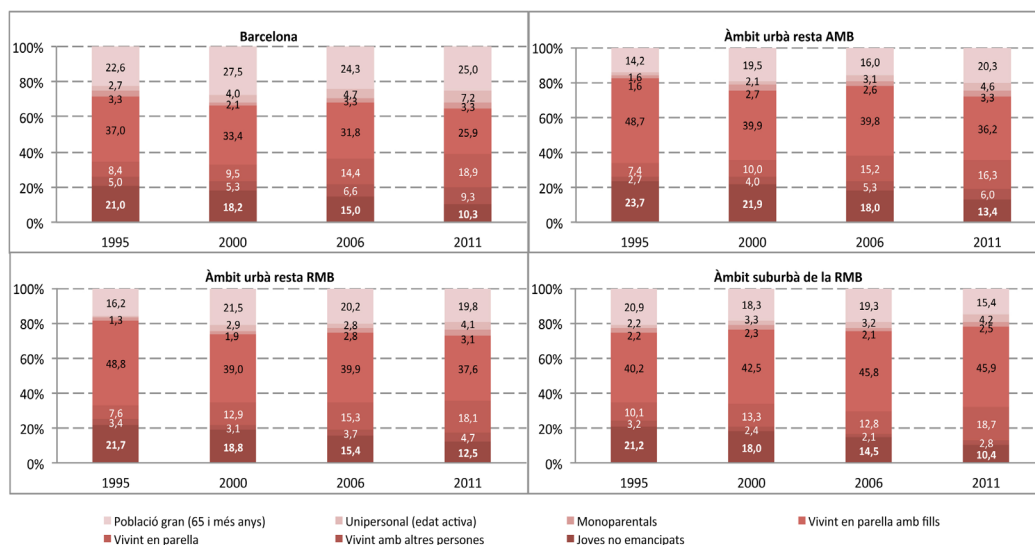 Barcelona
100%
80%
60%
40%
20%
0%
22,6 27,5 24,3 25,0
2,7 4,0 4,7 7,2
3,3 2,1 3,3 3,3
37,0 33,4 31,8 25,9
8,4 9,5 14,4 18,9
5,0 5,3 6,6 9,3
21,0 18,2 15,0 10,3
1995 2000 2006 2011
Àmbit urbà resta AMB
100%
80%
60%
40%
20%
0%
14,2 19,5 16,0 20,3
1,6 2,1 3,1 4,6
1,6 2,7 2,6 3,3
48,7 39,9 39,8 36,2
7,4 10,0 15,2 16,3
2,7 4,0 5,3 6,0
23,7 21,9 18,0 13,4
1995 2000 2006 2011
Àmbit urbà resta RMB
100%
80%
60%
40%
20%
0%
16,2 21,5 20,2 19,8
2,9 2,8 4,1
1,3 1,9 2,8 3,1
48,8 39,0 39,9 37,6
7,6 12,9 15,3 18,1
3,4 3,1 3,7 4,7
21,7 18,8 15,4 12,5
1995 2000 2006 2011
Àmbit suburbà de la RMB
100%
80%
60%
40%
20%
0%
20,9 18,3 19,3 15,4
2,2 3,3 3,2 4,2
2,2 2,3 2,1 2,5
40,2 42,5 45,8 45,9
10,1 13,3 12,8 18,7
3,2 2,4 2,1 2,8
21,2 18,0 14,5 10,4
1995 2000 2006 2011
Població gran (65 i més anys) Unipersonal (edat activa) Monoparentals Vivint en parella amb fills
Vivint en parella Vivint amb altres persones Joves no emancipats